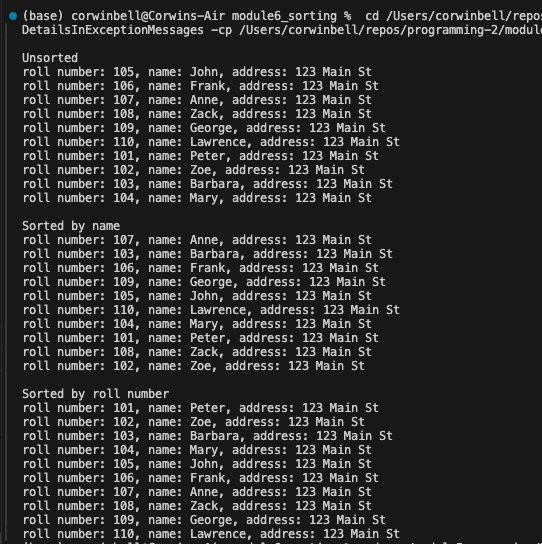 (base) corwinbell@Corwins-Air module6_sorting % cd /Users/corwinbell/repos
DetailsInExceptionMessages -cp /Users/corwinbell/repos/programming-2/modul
Unsorted
roll number: 105, name: John, address: 123 Main St
roll number: 106, name: Frank, address: 123 Main St
roll number: 107, name: Anne, address: 123 Main St
roll number: 108, name: Zack, address: 123 Main St
roll number: 109, name: George, address: 123 Main St
roll number: 110, name: Lawrence, address: 123 Main St
roll number: 101, name: Peter, address: 123 Main St
roll number: 102, name: Zoe, address: 123 Main St
roll number: 103, name: Barbara, address: 123 Main St
roll number: 104, name: Mary, address: 123 Main St
Sorted by name
roll number: 107, name: Anne, address: 123 Main St
roll number: 103, name: Barbara, address: 123 Main St
roll number: 106, name: Frank, address: 123 Main St
roll number: 109, name: George, address: 123 Main St
roll number: 105, name: John, address: 123 Main St
roll number: 110, name: Lawrence, address: 123 Main St
roll number: 104, name: Mary, address: 123 Main St
roll number: 101, name: Peter, address: 123 Main St
roll number: 108, name: Zack, address: 123 Main St
roll number: 102, name: Zoe, address: 123 Main St
Sorted by roll number
roll number: 101, name: Peter, address: 123 Main St
roll number: 102, name: Zoe, address: 123 Main St
roll number: 103, name: Barbara, address: 123 Main St
roll number: 104, name: Mary, address: 123 Main St
roll number: 105, name: John, address: 123 Main St
roll number: 106, name: Frank, address: 123 Main St
roll number: 107, name: Anne, address: 123 Main St
roll number: 108, name: Zack, address: 123 Main St
roll number: 109, name: George, address: 123 Main St
roll number: 110, name: Lawrence, address: 123 Main St